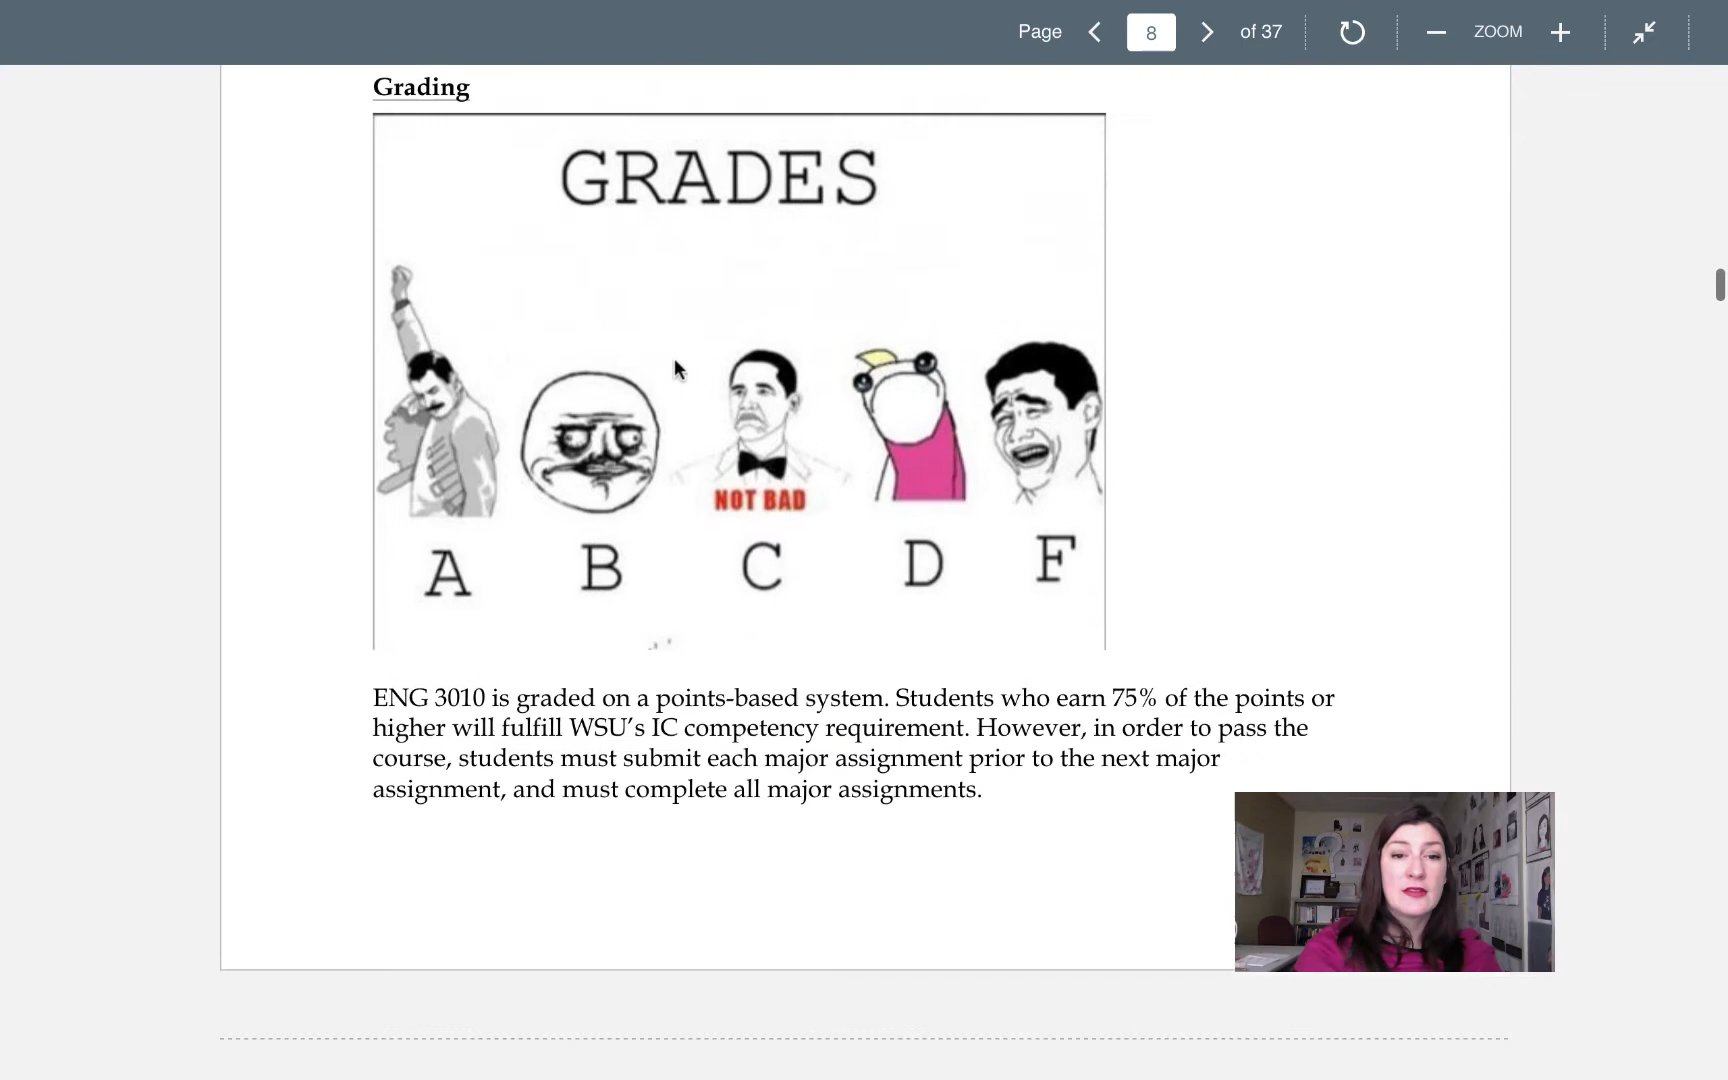 Page 8 of 37 ZOOM
Grading
GRADES
NOT BAD
A B C D F
ENG 3010 is graded on a points-based system. Students who earn 75% of the points or
higher will fulfill WSU’s IC competency requirement. However, in order to pass the
course, students must submit each major assignment prior to the next major
assignment, and must complete all major assignments.